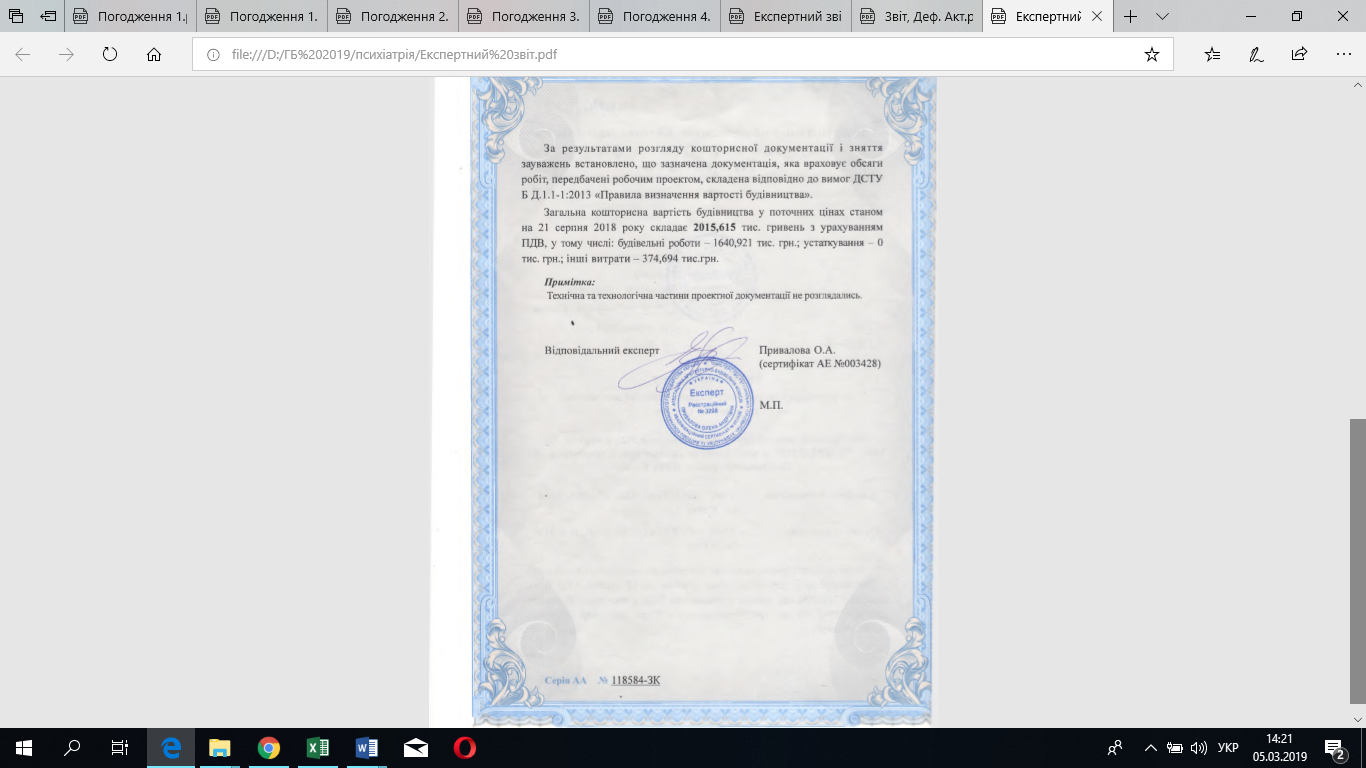 Погодження 1.р
Погодження 1.
Погодження 2.
Погодження 3.
Погодження 4.
Експертний зві
Звіт, Деф. Акт.р
Експертний
file:///D:/ГБ%202019/психіатрія/Експертний%20звіт.pdf
За результатами розгляду кошторисної документації і зняття
зауважень встановлено, що зазначена документація, яка враховує обсяги
робіт, передбачені робочим проектом, складена відповідно до вимог ДСТУ
Б Д.1.1-1:2013 «Правила визначення вартості будівництва».
Загальна кошторисна вартість будівництва у поточних цінах станом
на 21 серпня 2018 року складає 2015,615 тис. гривень з урахуванням
ПДВ, у тому числі: будівельні роботи – 1640,921 тис. грн.; устаткування – 0
тис. грн.; інші витрати – 374,694 тис.грн.
Примітка:
Технічна та технологічна частини проектної документації не розглядались.
Відповідальний експерт
Привалова О.А.
(сертифікат АЕ №003428)
Експерт
Реєстраційний
№ 3298
М.П.
Серія АА № 118584-ЗК
УКР
14:21
05.03.2019
2